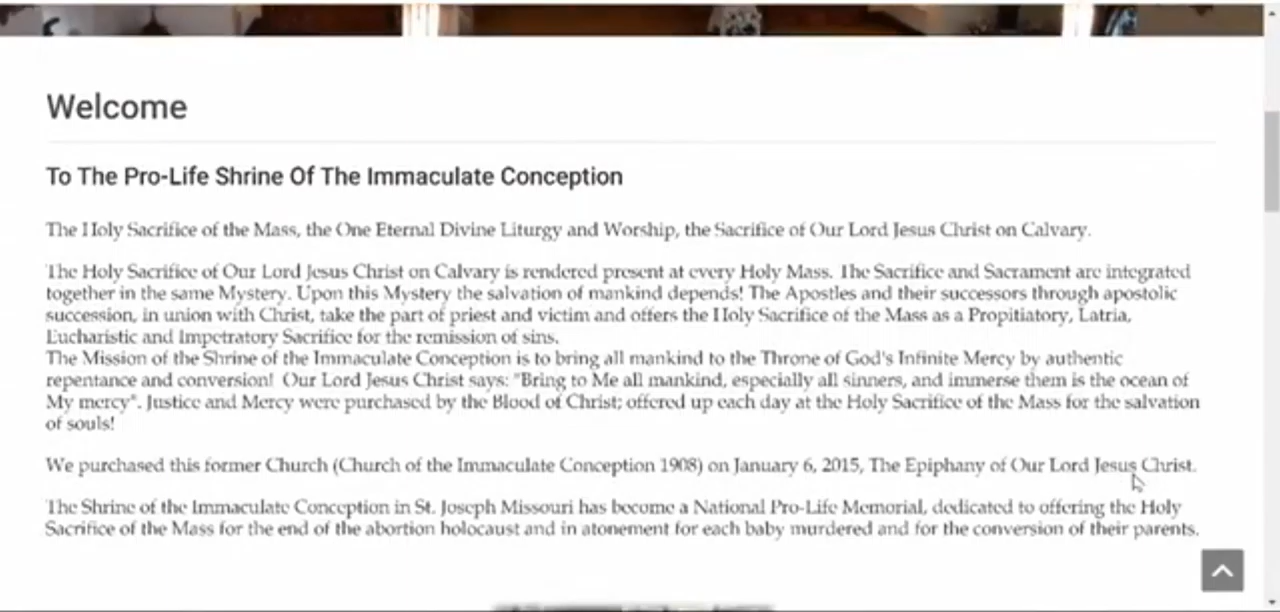 Welcome
To The Pro-Life Shrine Of The Immaculate Conception
The Holy Sacrifice of the Mass, the One Eternal Divine Liturgy and Worship, the Sacrifice of Our Lord Jesus Christ on Calvary.
The Holy Sacrifice of Our Lord Jesus Christ on Calvary is rendered present at every Holy Mass. The Sacrifice and Sacrament are integrated
together in the same Mystery. Upon this Mystery the salvation of mankind depends! The Apostles and their successors through apostolic
succession, in union with Christ, take the part of priest and victim and offers the Holy Sacrifice of the Mass as a Propitiatory, Latria,
Eucharistic and Impetratory Sacrifice for the remission of sins.
The Mission of the Shrine of the Immaculate Conception is to bring all mankind to the Throne of God's Infinite Mercy by authentic
repentance and conversion! Our Lord Jesus Christ says: "Bring to Me all mankind, especially all sinners, and immerse them is the ocean of
My mercy". Justice and Mercy were purchased by the Blood of Christ; offered up each day at the Holy Sacrifice of the Mass for the salvation
of souls!
We purchased this former Church (Church of the Immaculate Conception 1908) on January 6, 2015, The Epiphany of Our Lord Jesus Christ.
The Shrine of the Immaculate Conception in St. Joseph Missouri has become a National Pro-Life Memorial, dedicated to offering the Holy
Sacrifice of the Mass for the end of the abortion holocaust and in atonement for each baby murdered and for the conversion of their parents.